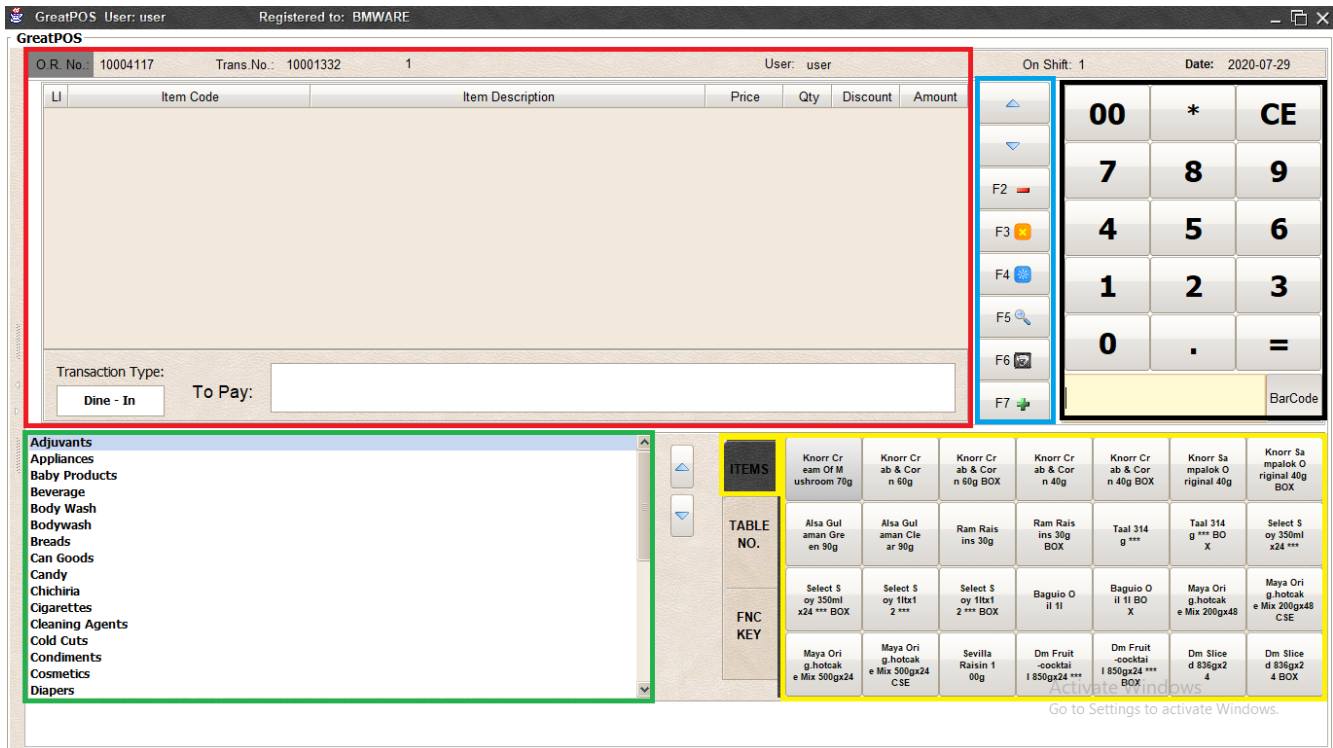 GreatPOS User: user Registered to: BMWARE
GreatPOS
O.R. No.: 10004117 Trans.No.: 10001332 1 User: user On Shift: 1 Date: 2020-07-29
LI Item Code Item Description Price Qty Discount Amount
F2
F3
F4
F5
F6
F7
00 * CE
7 8 9
4 5 6
1 2 3
0 . =
BarCode
Transaction Type:
Dine - In
To Pay:
Adjuvants
Appliances
Baby Products
Beverage
Body Wash
Bodywash
Breads
Can Goods
Candy
Chichiria
Cigarettes
Cleaning Agents
Cold Cuts
Condiments
Cosmetics
Diapers
ITEMS
TABLE
NO.
FNC
KEY
Knorr Cr
eam Of M
ushroom 70g
Knorr Cr
ab & Cor
n 60g
Knorr Cr
ab & Cor
n 60g BOX
Knorr Cr
ab & Cor
n 40g
Knorr Cr
ab & Cor
n 40g BOX
Knorr Sa
mpalok O
riginal 40g
Knorr Sa
mpalok O
riginal 40g
BOX
Alsa Gul
aman Gre
en 90g
Alsa Gul
aman Cle
ar 90g
Ram Rais
ins 30g
Ram Rais
ins 30g
BOX
Taal 314
g ***
Taal 314
g *** BO
X
Select S
oy 350ml
x24 ***
Select S
oy 350ml
x24 *** BOX
Select S
oy 1ltx1
2 ***
Select S
oy 1ltx1
2 *** BOX
Baguio O
il 1l
Baguio O
il 1l BO
X
Maya Ori
g.hotcak
e Mix 200gx48
Maya Ori
g.hotcak
e Mix 200gx48
CSE
Maya Ori
g.hotcak
e Mix 500gx24
Maya Ori
g.hotcak
e Mix 500gx24
CSE
Sevilla
Raisin 1
00g
Dm Fruit
-cocktai
l 850gx24 ***
Dm Fruit
-cocktai
l 850gx24 ***
BOX
Dm Slice
d 836gx2
4
Dm Slice
d 836gx2
4 BOX
Activate Windows
Go to Settings to activate Windows.